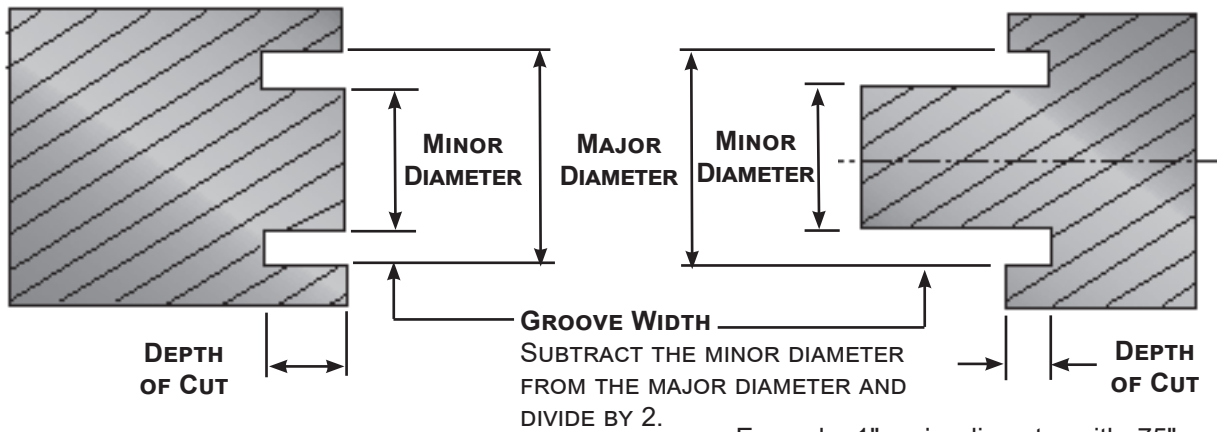 MINOR
DIAMETER
MAJOR
DIAMETER
MINOR
DIAMETER
GROOVE WIDTH
SUBTRACT THE MINOR DIAMETER
FROM THE MAJOR DIAMETER AND
DIVIDE BY 2.
DEPTH
OF CUT
DEPTH
OF CUT